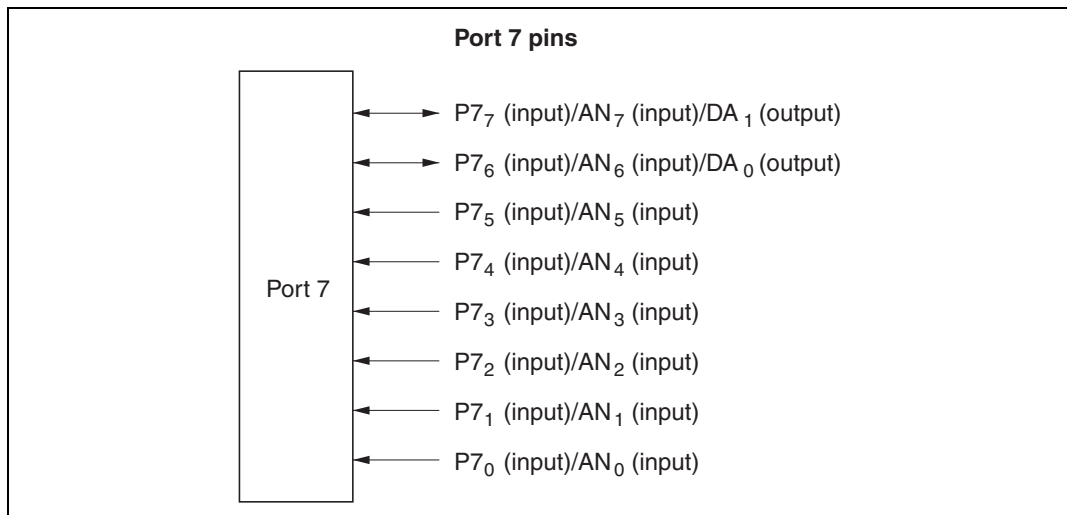 Port 7 pins
P7₇ (input)/AN₇ (input)/DA₁ (output)
P7₆ (input)/AN₆ (input)/DA₀ (output)
P7₅ (input)/AN₅ (input)
P7₄ (input)/AN₄ (input)
Port 7
P7₃ (input)/AN₃ (input)
P7₂ (input)/AN₂ (input)
P7₁ (input)/AN₁ (input)
P7₀ (input)/AN₀ (input)